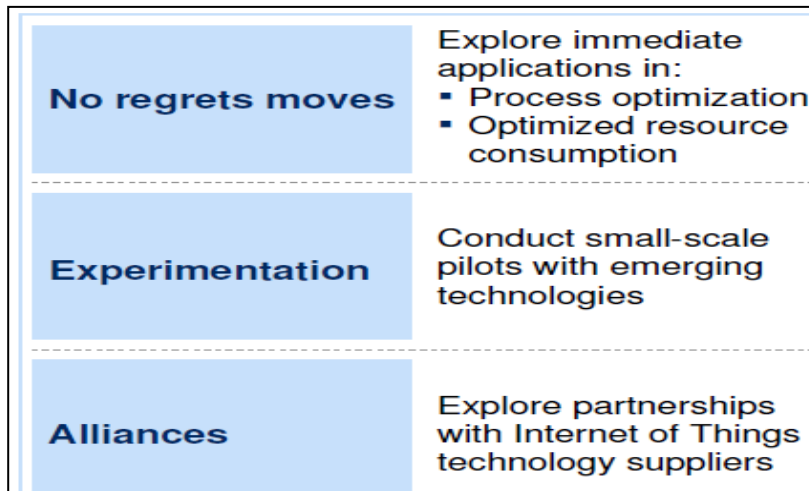 No regrets moves
Explore immediate
applications in:
▪ Process optimization
▪ Optimized resource
consumption
Experimentation
Conduct small-scale
pilots with emerging
technologies
Alliances
Explore partnerships
with Internet of Things
technology suppliers